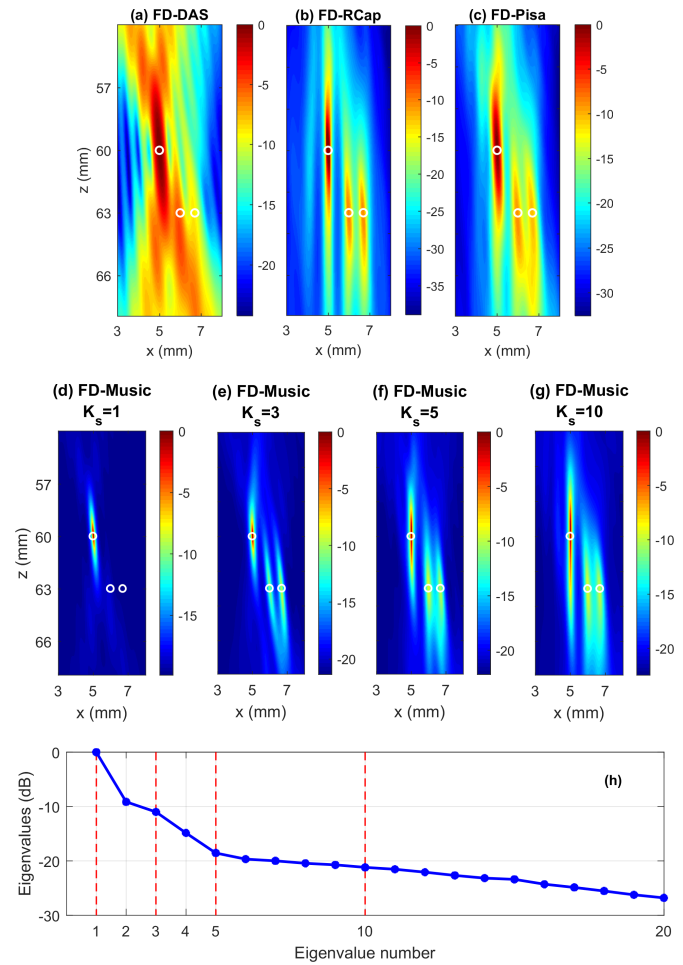 (a) FD-DAS
(b) FD-RCap
(c) FD-Pisa
0
-5
-10
-15
-20
0
-5
-10
-15
-20
-25
-30
-35
0
-5
-10
-15
-20
-25
-30
57
60
63
66
z (mm)
3 5 7
3 5 7
3 5 7
x (mm)
x (mm)
x (mm)
(d) FD-Music
K_s=1
(e) FD-Music
K_s=3
(f) FD-Music
K_s=5
(g) FD-Music
K_s=10
0
-5
-10
-15
0
-5
-10
-15
-20
0
-5
-10
-15
-20
0
-5
-10
-15
-20
57
60
63
66
z (mm)
3 5 7
3 5 7
3 5 7
3 5 7
x (mm)
x (mm)
x (mm)
x (mm)
(h)
0
-10
-20
-30
Eigenvalues (dB)
1 2 3 4 5 10 20
Eigenvalue number